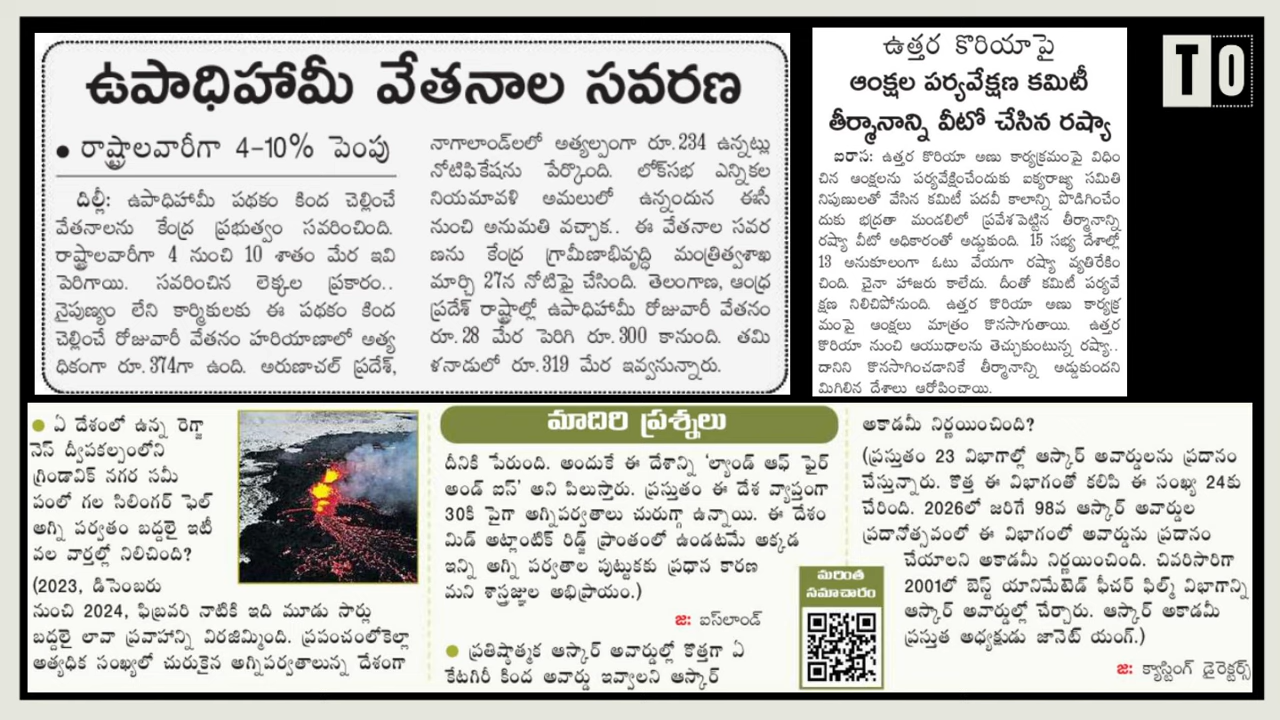 ఉపాధిహామీ వేతనాల సవరణ
● రాష్ట్రాలవారీగా 4-10% పెంపు
దిల్లీ: ఉపాధిహామీ పథకం కింద చెల్లించే
వేతనాలను కేంద్ర ప్రభుత్వం సవరించింది.
రాష్ట్రాలవారీగా 4 నుంచి 10 శాతం మేర ఇవి
పెరిగాయి. సవరించిన లెక్కల ప్రకారం..
నైపుణ్యం లేని కార్మికులకు ఈ పథకం కింద
చెల్లించే రోజువారీ వేతనం హరియాణాలో అత్య
ధికంగా రూ.374గా ఉంది. అరుణాచల్ ప్రదేశ్,
నాగాలాండ్‌లలో అత్యల్పంగా రూ.234 ఉన్నట్లు
నోటిఫికేషను పేర్కొంది. లోక్‌సభ ఎన్నికల
నియమావళి అమలులో ఉన్నందున ఈసీ
నుంచి అనుమతి వచ్చాక.. ఈ వేతనాల సవర
ణను కేంద్ర గ్రామీణాభివృద్ధి మంత్రిత్వశాఖ
మార్చి 27న నోటిఫై చేసింది. తెలంగాణ, ఆంధ్ర
ప్రదేశ్ రాష్ట్రాల్లో ఉపాధిహామీ రోజువారీ వేతనం
రూ.28 మేర పెరిగి రూ.300 కానుంది. తమి
ళనాడులో రూ.319 మేర ఇవ్వనున్నారు.
ఉత్తర కొరియాపై
ఆంక్షల పర్యవేక్షణ కమిటీ
తీర్మానాన్ని వీటో చేసిన రష్యా
ఐరాస: ఉత్తర కొరియా అణు కార్యక్రమంపై విధిం
చిన ఆంక్షలను పర్యవేక్షించేందుకు ఐక్యరాజ్య సమితి
నిపుణులతో వేసిన కమిటీ పదవీ కాలాన్ని పొడిగించేం
దుకు భద్రతా మండలిలో ప్రవేశపెట్టిన తీర్మానాన్ని
రష్యా వీటో అధికారంతో అడ్డుకుంది. 15 సభ్య దేశాల్లో
13 అనుకూలంగా ఓటు వేయగా రష్యా వ్యతిరేకిం
చింది. చైనా హాజరు కాలేదు. దీంతో కమిటీ పర్యవే
క్షణ నిలిచిపోనుంది. ఉత్తర కొరియా అణు కార్యక్ర
మంపై ఆంక్షలు మాత్రం కొనసాగుతాయి. ఉత్తర
కొరియా నుంచి ఆయుధాలను తెచ్చుకుంటున్న రష్యా..
దానిని కొనసాగించడానికే తీర్మానాన్ని అడ్డుకుందని
మిగిలిన దేశాలు ఆరోపించాయి.
TO
● ఏ దేశంలో ఉన్న రెగ్జా
నెస్ ద్వీపకల్పంలోని
గ్రిండావిక్ నగర సమీ
పంలో గల సిలింగర్ ఫెల్
అగ్ని పర్వతం బద్దలై ఇటీ
వల వార్తల్లో నిలిచింది?
(2023, డిసెంబరు
నుంచి 2024, ఫిబ్రవరి నాటికి ఇది మూడు సార్లు
బద్దలై లావా ప్రవాహాన్ని విరజిమ్మింది. ప్రపంచంలోకెల్లా
అత్యధిక సంఖ్యలో చురుకైన అగ్నిపర్వతాలున్న దేశంగా
మాదిరి ప్రశ్నలు
దీనికి పేరుంది. అందుకే ఈ దేశాన్ని ‘ల్యాండ్ ఆఫ్ ఫైర్
అండ్ ఐస్’ అని పిలుస్తారు. ప్రస్తుతం ఈ దేశ వ్యాప్తంగా
30కి పైగా అగ్నిపర్వతాలు చురుగ్గా ఉన్నాయి. ఈ దేశం
మిడ్ అట్లాంటిక్ రిడ్జ్ ప్రాంతంలో ఉండటమే అక్కడ
ఇన్ని అగ్ని పర్వతాల పుట్టుకకు ప్రధాన కారణ
మని శాస్త్రజ్ఞుల అభిప్రాయం.)
జ: ఐస్‌లాండ్
● ప్రతిష్ఠాత్మక ఆస్కార్ అవార్డుల్లో కొత్తగా ఏ
కేటగిరీ కింద అవార్డు ఇవ్వాలని ఆస్కార్
మరింత
సమాచారం
అకాడమీ నిర్ణయించింది?
(ప్రస్తుతం 23 విభాగాల్లో ఆస్కార్ అవార్డులను ప్రదానం
చేస్తున్నారు. కొత్త ఈ విభాగంతో కలిపి ఈ సంఖ్య 24కు
చేరింది. 2026లో జరిగే 98వ ఆస్కార్ అవార్డుల
ప్రదానోత్సవంలో ఈ విభాగంలో అవార్డును ప్రదానం
చేయాలని అకాడమీ నిర్ణయించింది. చివరిసారిగా
2001లో బెస్ట్ యానిమేటెడ్ ఫీచర్ ఫిల్మ్ విభాగాన్ని
ఆస్కార్ అవార్డుల్లో చేర్చారు. ఆస్కార్ అకాడమీ
ప్రస్తుత అధ్యక్షుడు జానెట్ యంగ్.)
జ: క్యాస్టింగ్ డైరెక్టర్స్